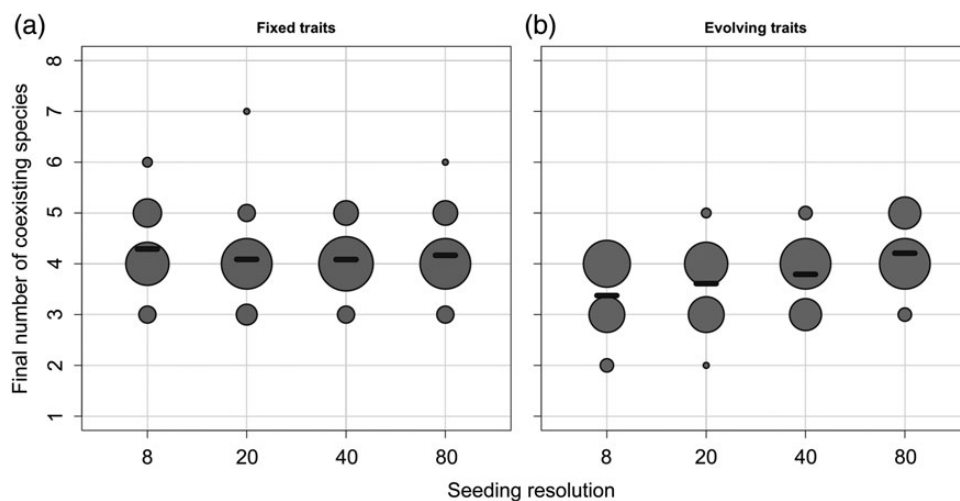 (a)
Fixed traits
(b)
Evolving traits
Final number of coexisting species
8
7
6
5
4
3
2
1
8 20 40 80
8 20 40 80
Seeding resolution